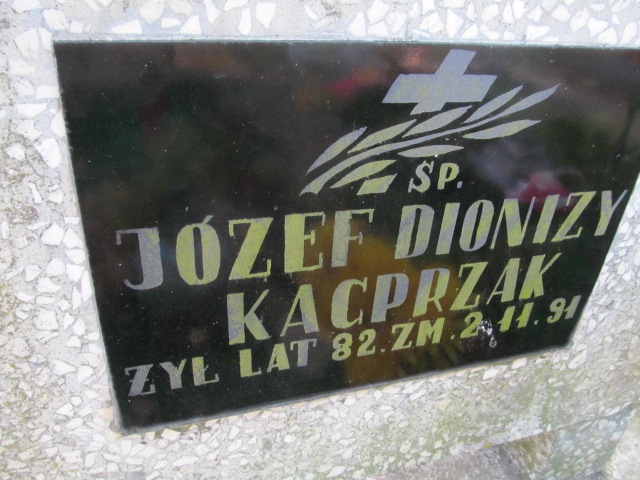 ŚP.
JÓZEF DIONIZY
KACPRZAK
ŻYŁ LAT 82. ZM. 2.11.91